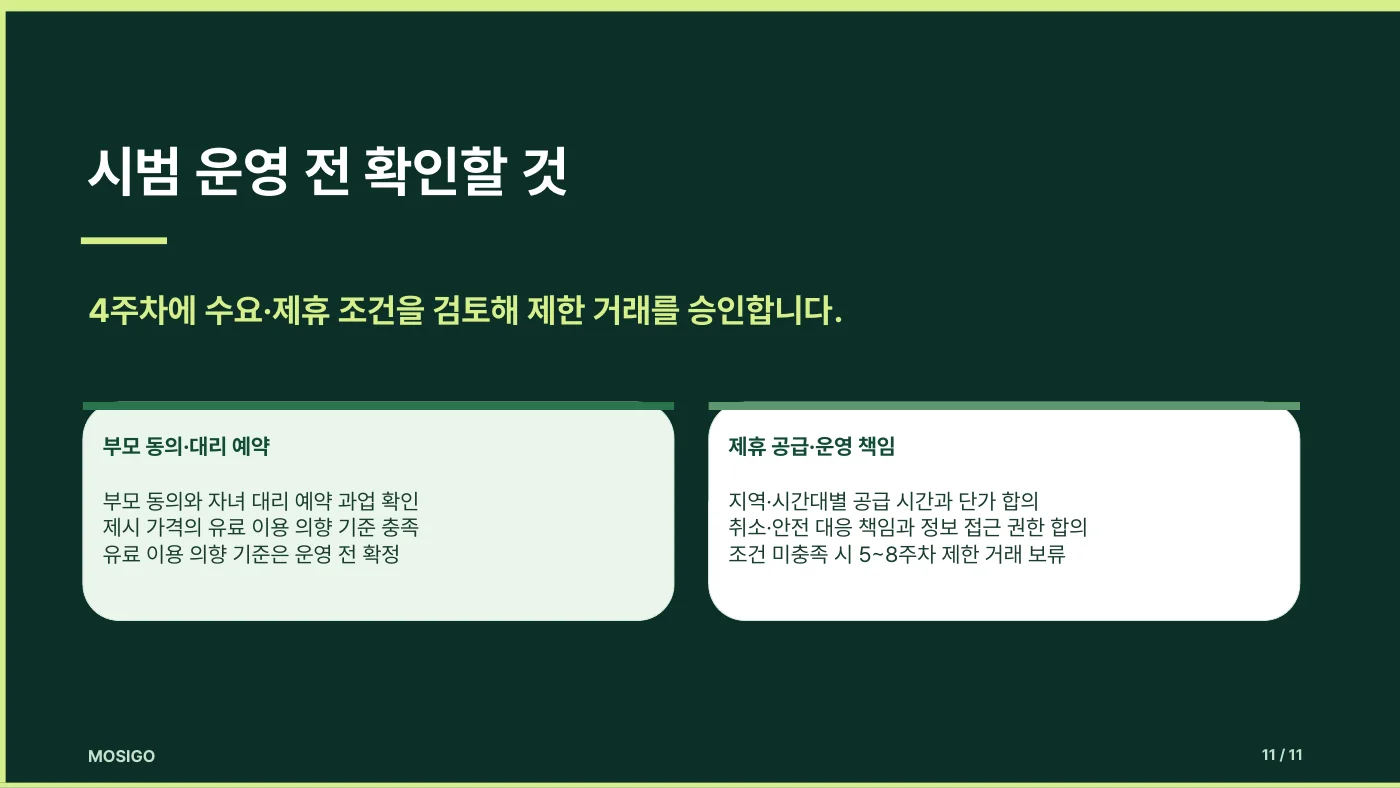 시범 운영 전 확인할 것
4주차에 수요·제휴 조건을 검토해 제한 거래를 승인합니다.
부모 동의·대리 예약
부모 동의와 자녀 대리 예약 과업 확인
제시 가격의 유료 이용 의향 기준 충족
유료 이용 의향 기준은 운영 전 확정
제휴 공급·운영 책임
지역·시간대별 공급 시간과 단가 합의
취소·안전 대응 책임과 정보 접근 권한 합의
조건 미충족 시 5~8주차 제한 거래 보류
MOSIGO
11 / 11